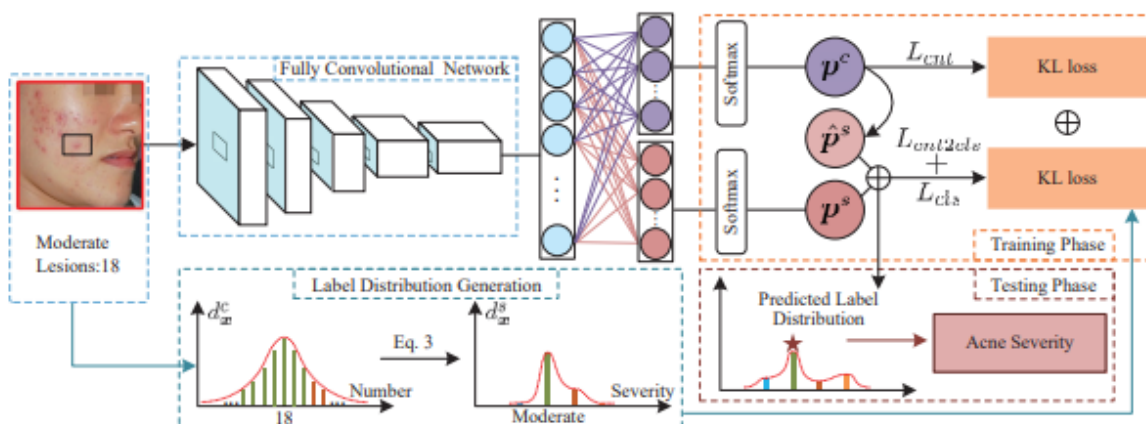 Fully Convolutional Network
Moderate
Lesions:18
Softmax
Softmax
p^c
p̂^s
p^s
L_cnt
L_cnt2cls
+
L_cls
KL loss
⊕
KL loss
Training Phase
Label Distribution Generation
d_x^c
Number
18
Eq. 3
d_x^s
Severity
Moderate
Testing Phase
Predicted Label
Distribution
Acne Severity